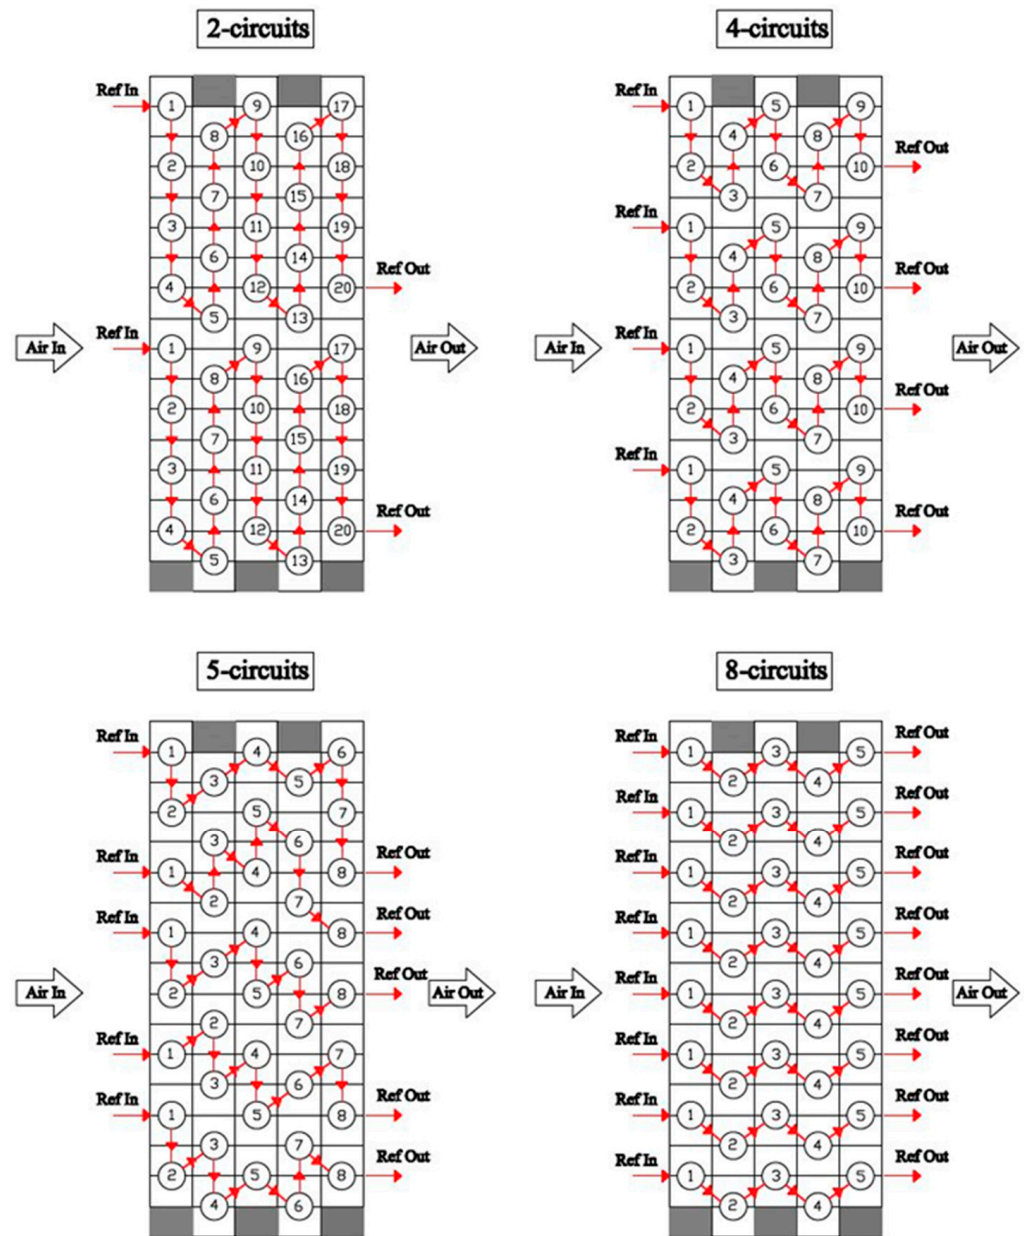 2-circuits
Ref In
1 9 17
8 16
2 10 18
7 15
3 11 19
6 14
Ref Out
4 12 20
5 13
Ref In
Air In
1 9 17
Air Out
8 16
2 10 18
7 15
3 11 19
6 14
Ref Out
4 12 20
5 13
4-circuits
Ref In
1 5 9
4 8
Ref Out
2 6 10
3 7
Ref In
1 5 9
4 8
Ref Out
2 6 10
3 7
Ref In
Air In
1 5 9
Air Out
4 8
Ref Out
2 6 10
3 7
Ref In
1 5 9
4 8
Ref Out
2 6 10
3 7
5-circuits
Ref In
1 4 6
3 5
2 5 7
3 6
Ref In
Ref Out
1 4 8
2 7
Ref In
Ref Out
1 4 8
3 6
Ref Out
Air In
2 5 8
Air Out
2 7
Ref In
1 4 7
3 6
Ref In
Ref Out
1 5 8
3 7
Ref Out
2 5 8
4 6
8-circuits
Ref In
Ref Out
1 3 5
2 4
Ref In
Ref Out
1 3 5
2 4
Ref In
Ref Out
1 3 5
2 4
Ref In
Ref Out
1 3 5
2 4
Ref In
Ref Out
Air In
1 3 5
Air Out
2 4
Ref In
Ref Out
1 3 5
2 4
Ref In
Ref Out
1 3 5
2 4
Ref In
Ref Out
1 3 5
2 4